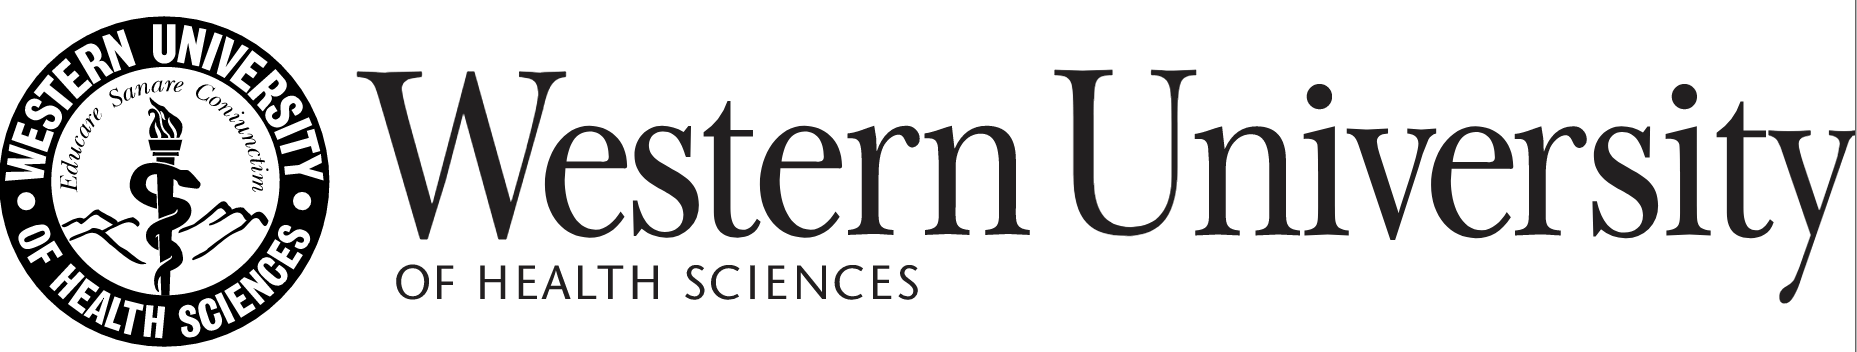 WESTERN UNIVERSITY
Educare Sanare Coniunctim
OF HEALTH SCIENCES
Western University
OF HEALTH SCIENCES